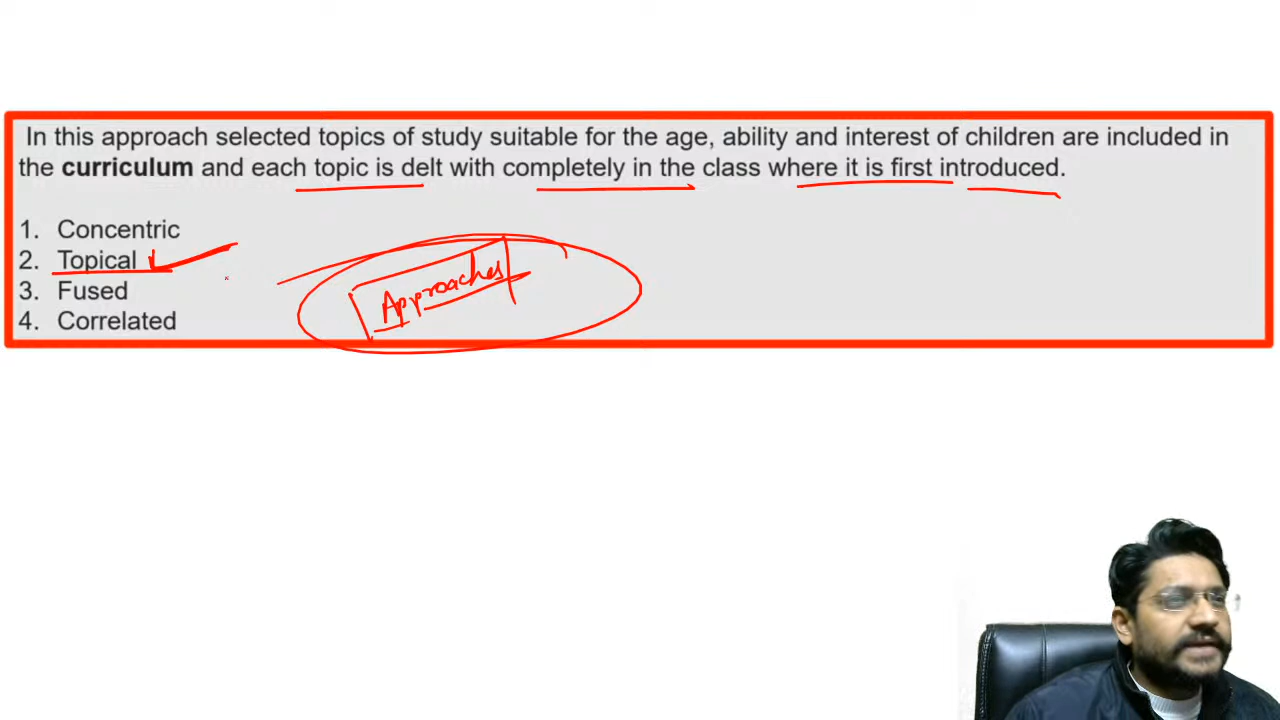 In this approach selected topics of study suitable for the age, ability and interest of children are included in
the curriculum and each topic is delt with completely in the class where it is first introduced.
1. Concentric
2. Topical
3. Fused
4. Correlated
Approaches